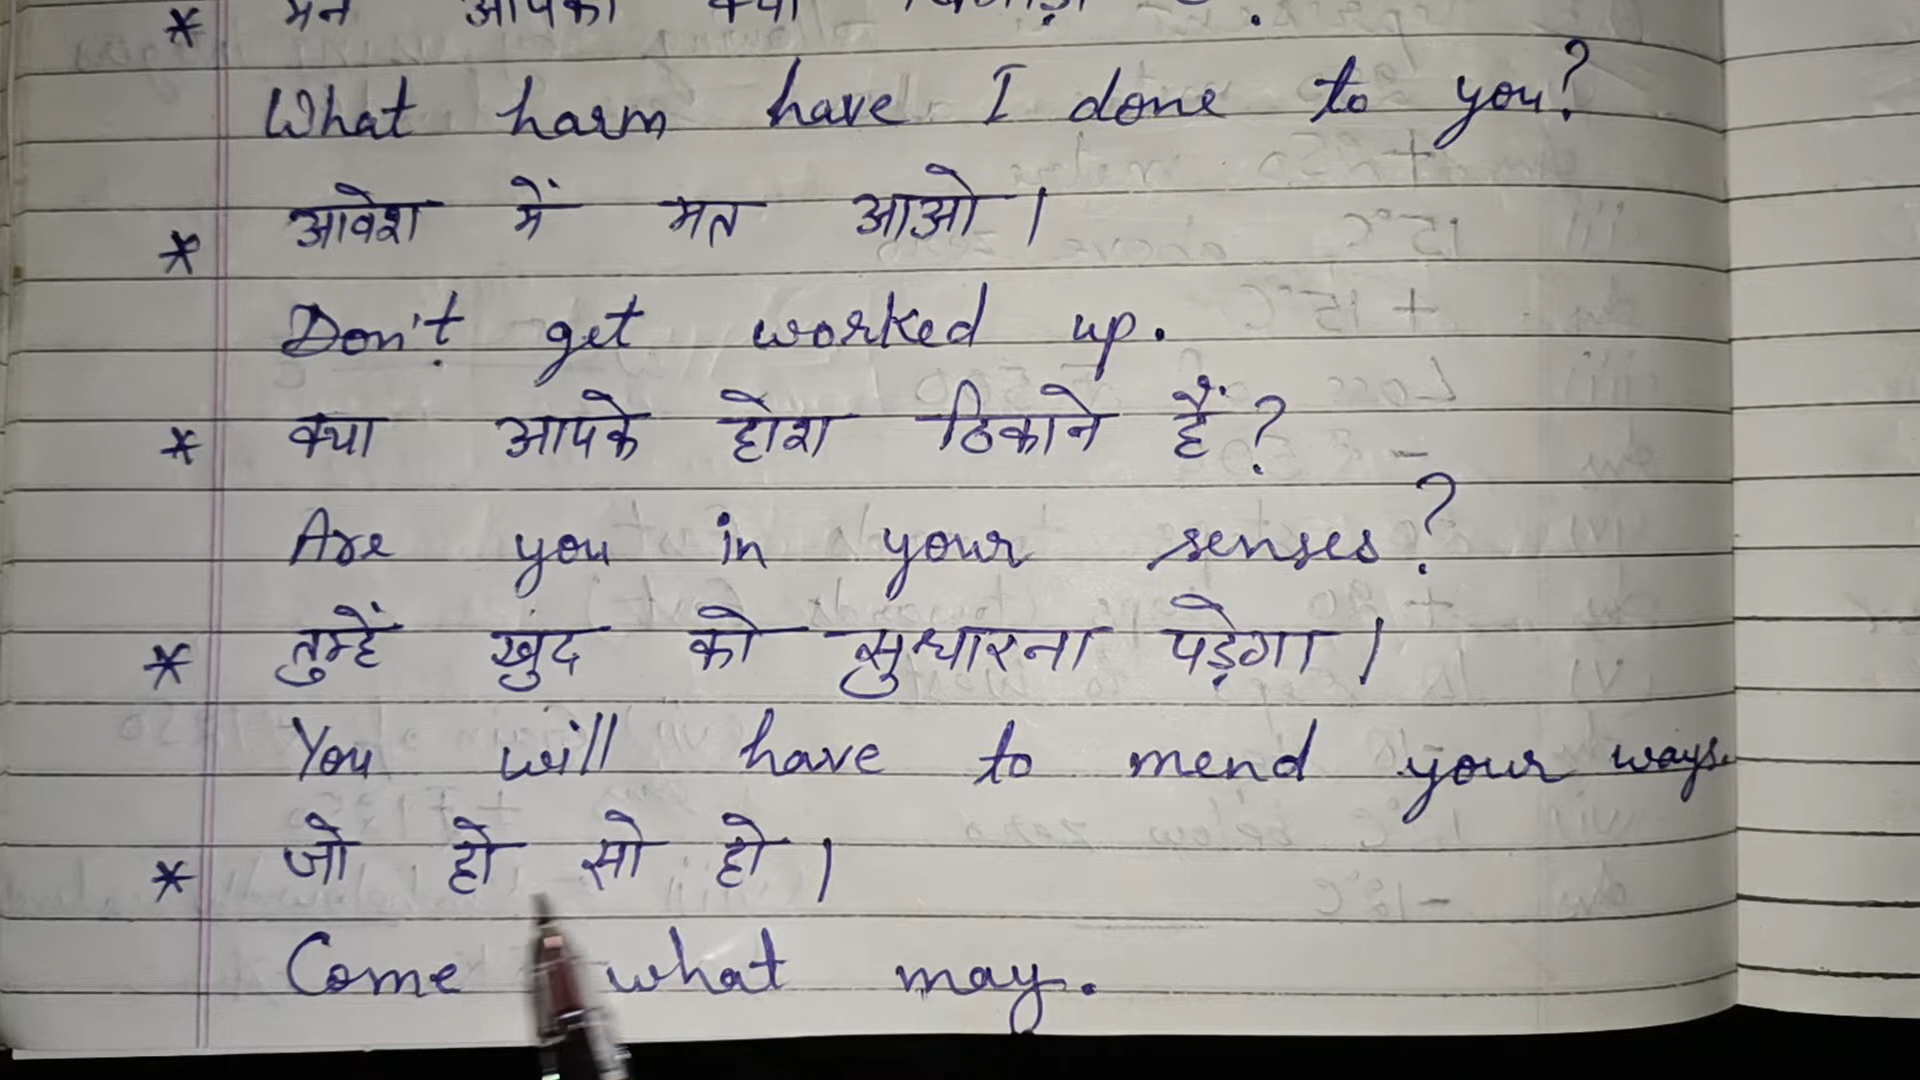 * मैंने आपका क्या
What harm have I done to you?
* आवेश में मत आओ।
Don't get worked up.
* क्या आपके होश ठिकाने हैं?
Are you in your senses?
* तुम्हें खुंद को सुधारना पड़ेगा।
You will have to mend your ways.
* जो हो सो हो।
Come what may.